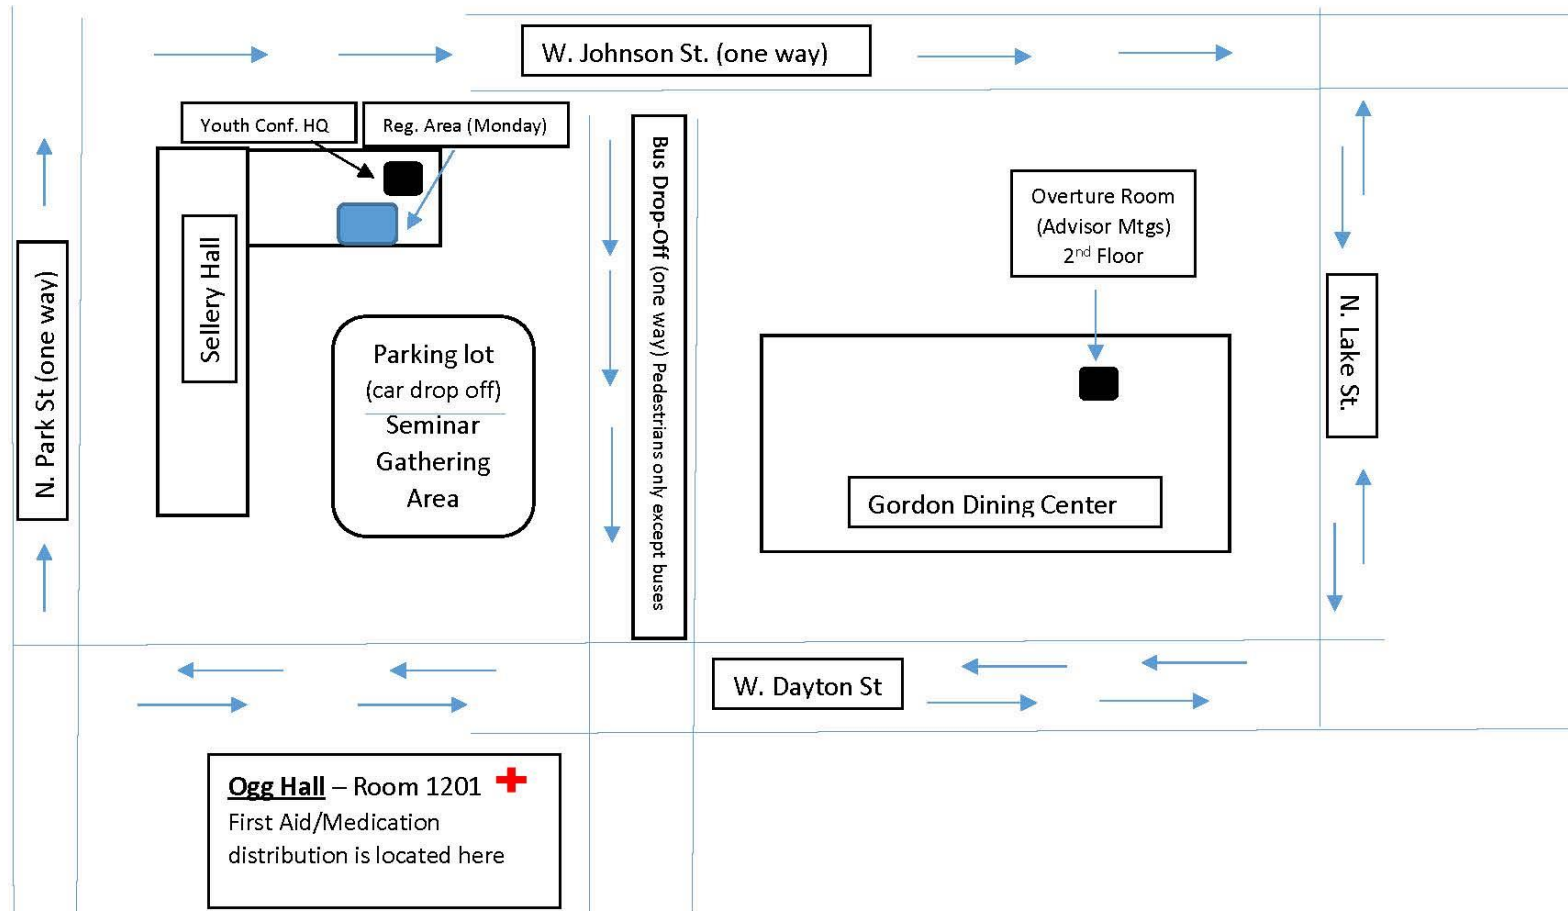 W. Johnson St. (one way)
Youth Conf. HQ
Reg. Area (Monday)
N. Park St (one way)
Sellery Hall
Parking lot
(car drop off)
Seminar
Gathering
Area
Bus Drop-Off (one way) Pedestrians only except buses
Overture Room
(Advisor Mtgs)
2nd Floor
N. Lake St.
Gordon Dining Center
W. Dayton St
Ogg Hall – Room 1201
First Aid/Medication
distribution is located here